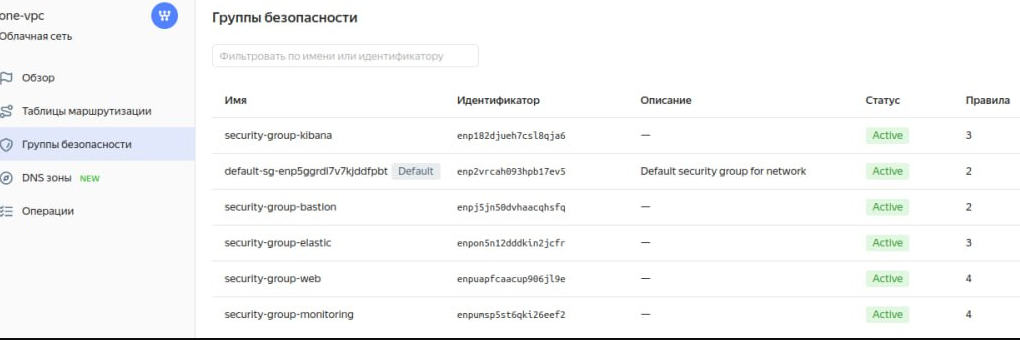 one-vpc
Облачная сеть
Обзор
Таблицы маршрутизации
Группы безопасности
DNS зоны NEW
Операции
Группы безопасности
Фильтровать по имени или идентификатору
Имя Идентификатор Описание Статус Правила
security-group-kibana enp182djueh7csl8qja6 — Active 3
default-sg-enp5ggrdl7v7kjddfpbt Default enp2vrcah093hpb17ev5 Default security group for network Active 2
security-group-bastion enpj5jn50dvhaacqhsfq — Active 2
security-group-elastic enpon5n12dddkin2jcfr — Active 3
security-group-web enpuapfcaacup906jl9e — Active 4
security-group-monitoring enpumsp5st6qki26eef2 — Active 4